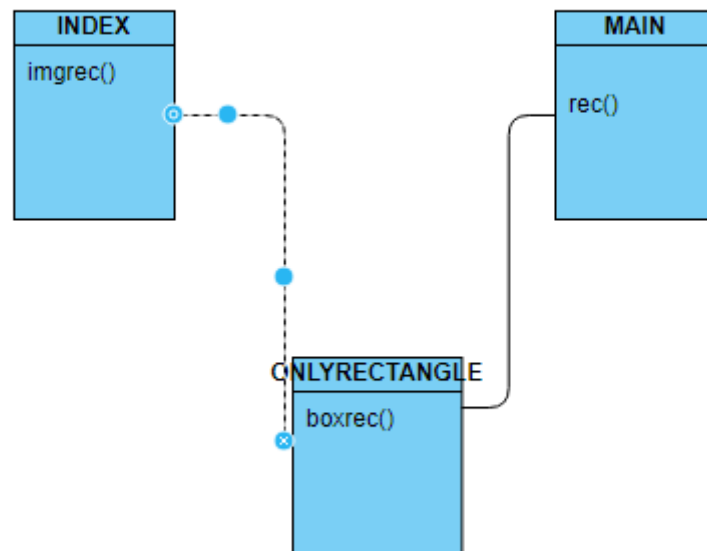 INDEX
imgrec()
MAIN
rec()
ONLYRECTANGLE
boxrec()